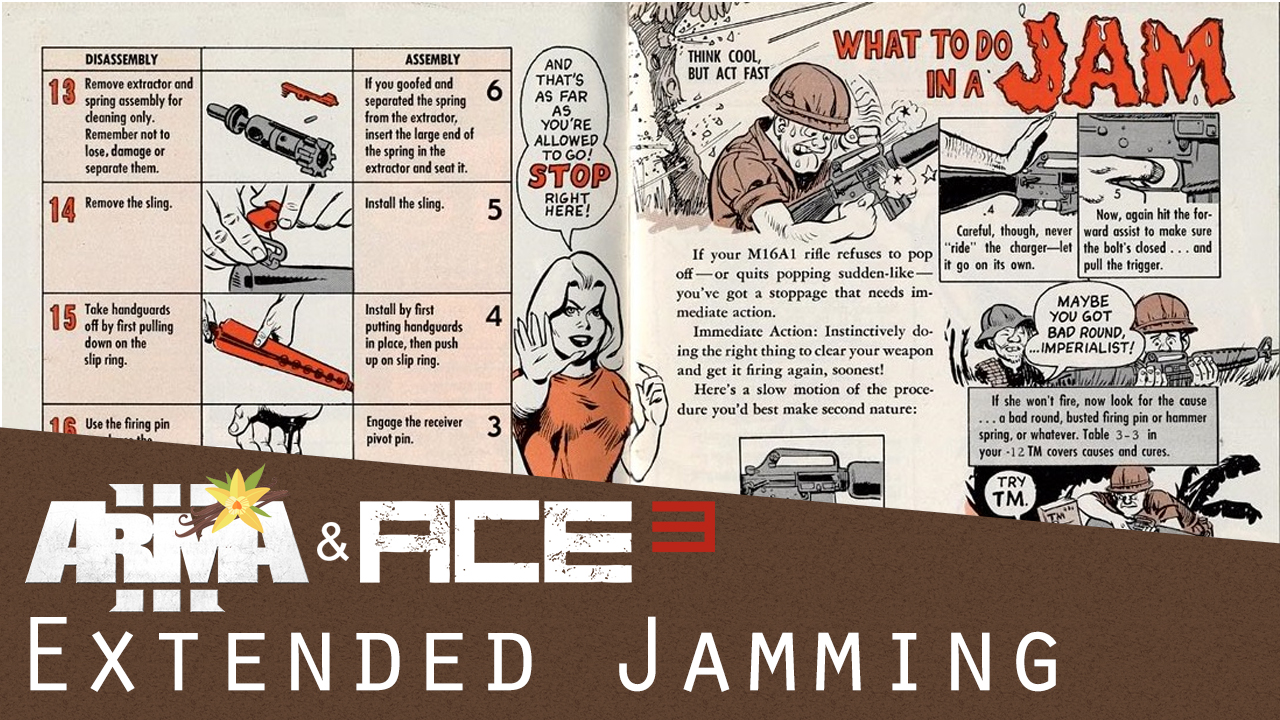 DISASSEMBLY
ASSEMBLY
13
Remove extractor and
spring assembly for
cleaning only.
Remember not to
lose, damage or
separate them.
If you goofed and
separated the spring
from the extractor,
insert the large end of
the spring in the
extractor and seat it.
6
14
Remove the sling.
Install the sling.
5
15
Take handguards
off by first pulling
down on the
slip ring.
Install by first
putting handguards
in place, then push
up on slip ring.
4
16
Use the firing pin
the
Engage the receiver
pivot pin.
3
AND
THAT'S
AS FAR
AS
YOU'RE
ALLOWED
TO GO!
STOP
RIGHT
HERE!
THINK COOL,
BUT ACT FAST
WHAT TO DO
IN A JAM
If your M16A1 rifle refuses to pop
off—or quits popping sudden-like—
you've got a stoppage that needs im-
mediate action.
Immediate Action: Instinctively do-
ing the right thing to clear your weapon
and get it firing again, soonest!
Here's a slow motion of the proce-
dure you'd best make second nature:
4
Careful, though, never
"ride" the charger—let
it go on its own.
5
Now, again hit the for-
ward assist to make sure
the bolt's closed . . . and
pull the trigger.
MAYBE
YOU GOT
BAD ROUND,
...IMPERIALIST!
If she won't fire, now look for the cause
. . . a bad round, busted firing pin or hammer
spring, or whatever. Table 3-3 in
your -12 TM covers causes and cures.
TRY
TM.
TM
ARMA III & ACE 3
EXTENDED JAMMING